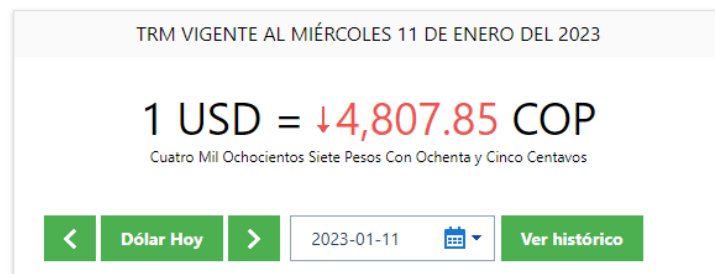 TRM VIGENTE AL MIÉRCOLES 11 DE ENERO DEL 2023
1 USD = ↓4,807.85 COP
Cuatro Mil Ochocientos Siete Pesos Con Ochenta y Cinco Centavos
Dólar Hoy 2023-01-11 Ver histórico